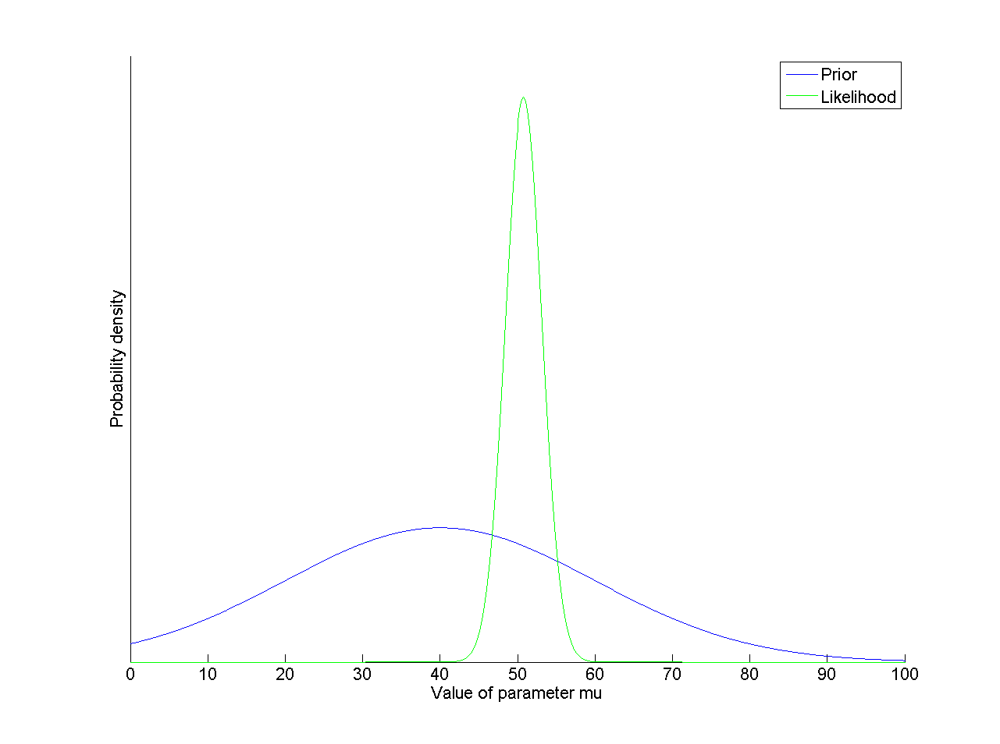 Prior
Likelihood
Probability density
0 10 20 30 40 50 60 70 80 90 100
Value of parameter mu